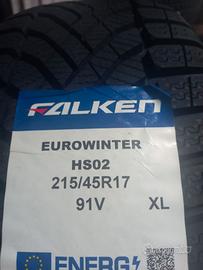 FALKEN
EUROWINTER
HS02
215/45R17
91V XL
ENERG